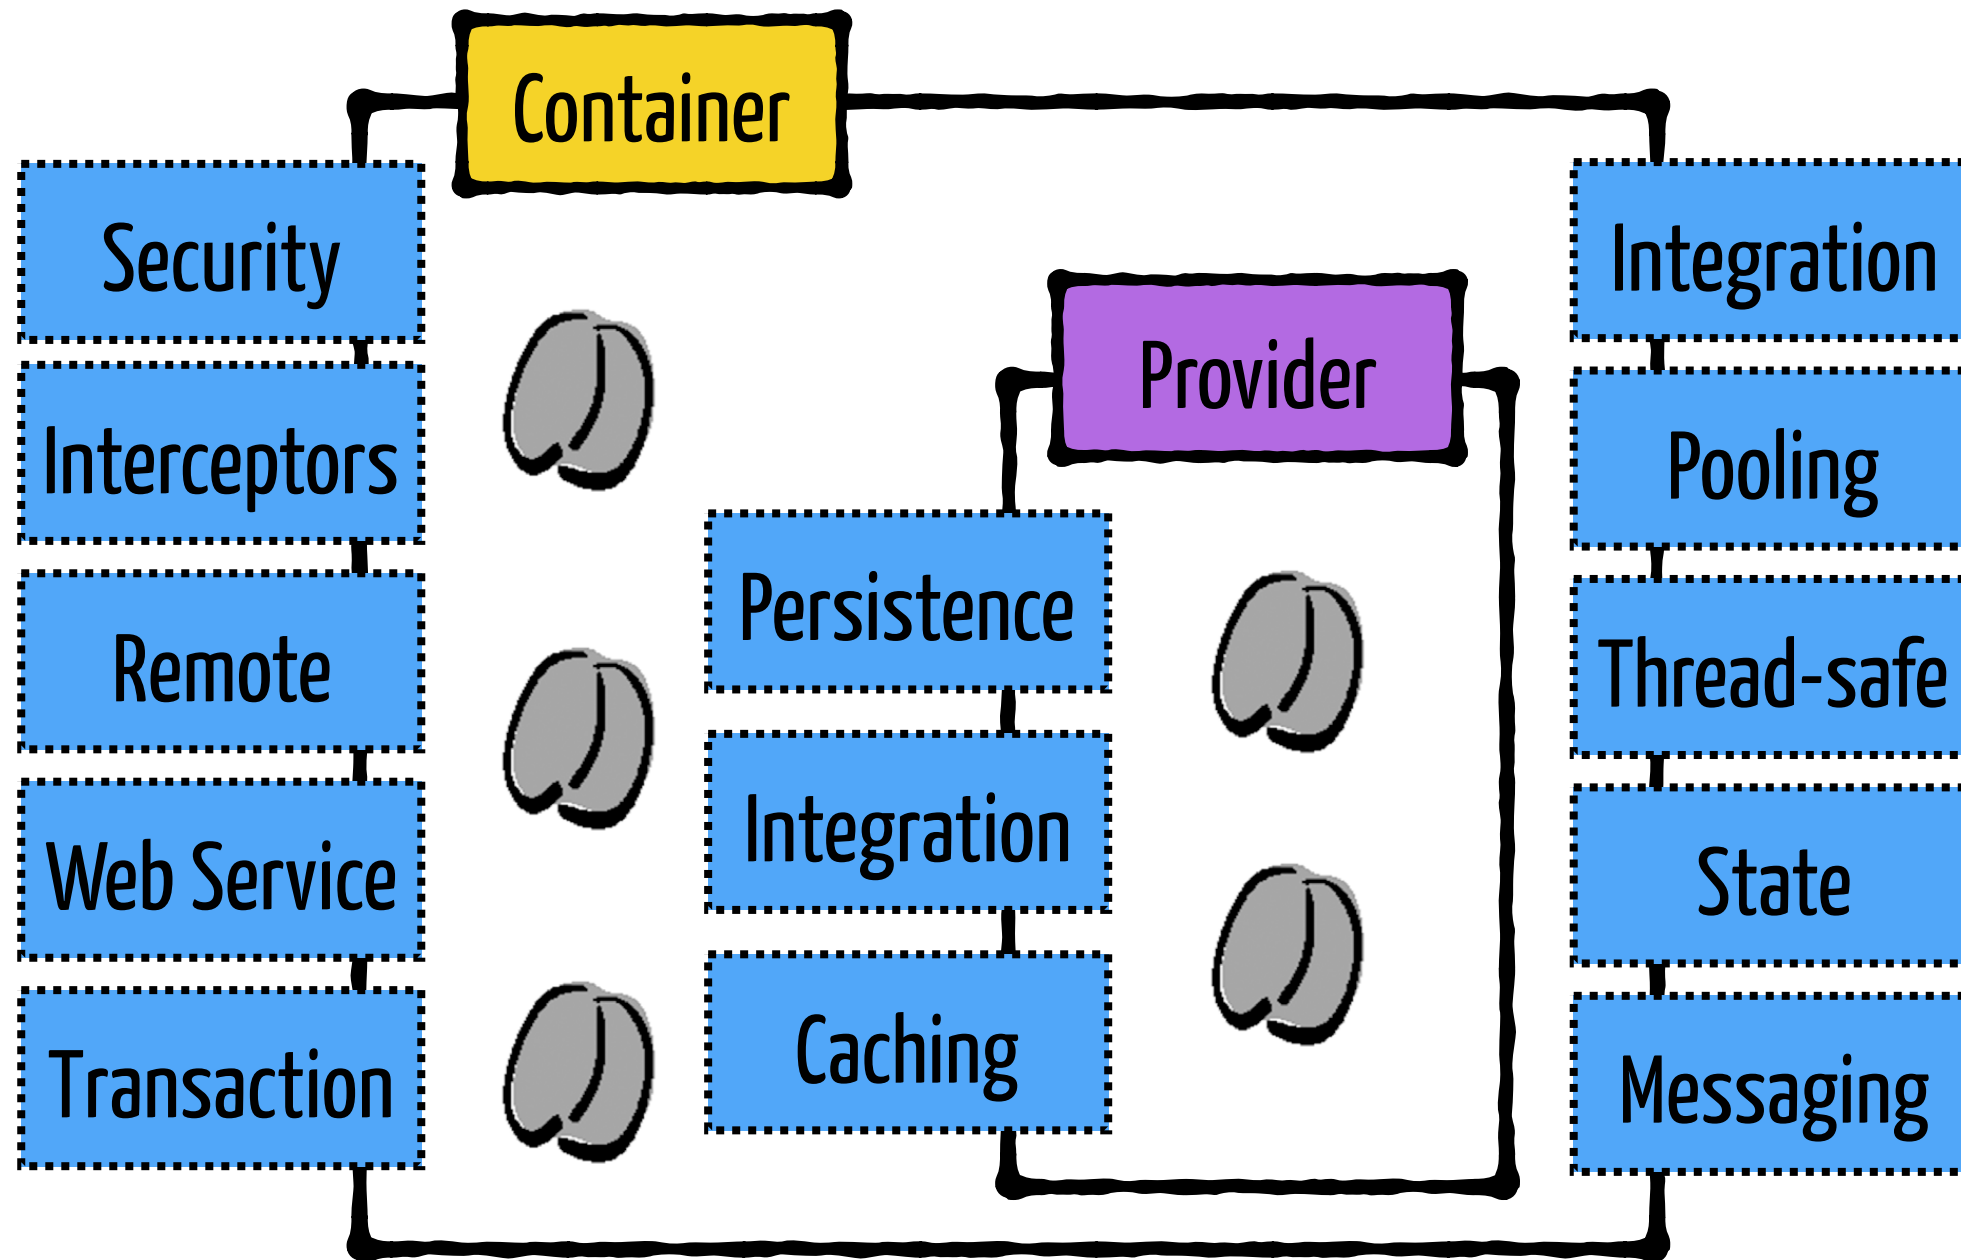 Container
Security
Interceptors
Remote
Web Service
Transaction
Provider
Persistence
Integration
Caching
Integration
Pooling
Thread-safe
State
Messaging